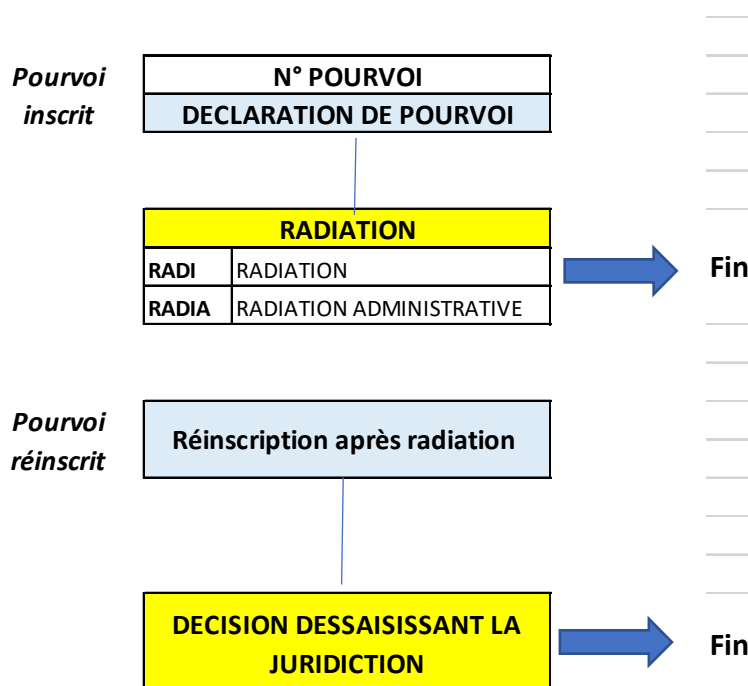 Pourvoi
inscrit
N° POURVOI
DECLARATION DE POURVOI
RADIATION
RADI RADIATION
RADIA RADIATION ADMINISTRATIVE
Fin
Pourvoi
réinscrit
Réinscription après radiation
DECISION DESSAISISSANT LA
JURIDICTION
Fin